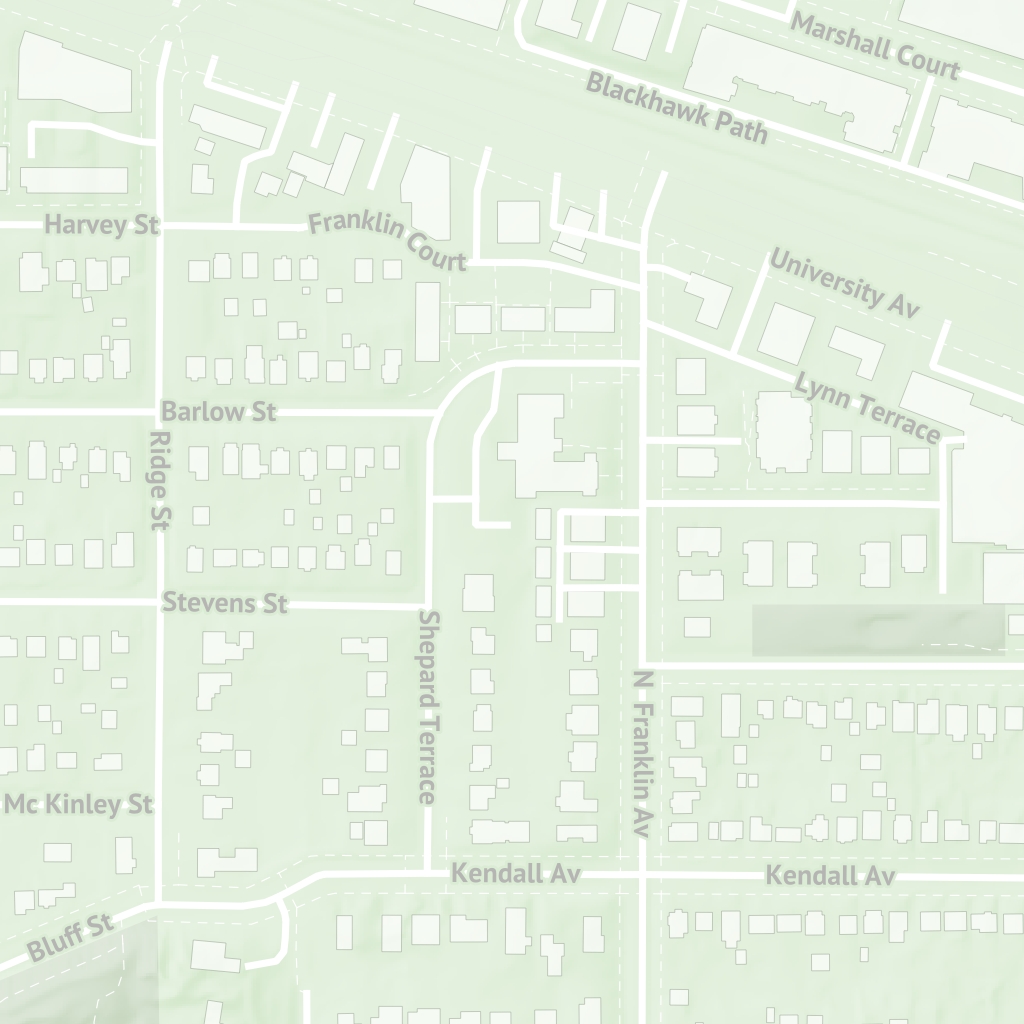 Marshall Court
Blackhawk Path
Harvey St
Franklin Court
University Av
Lynn Terrace
Barlow St
Ridge St
Stevens St
Shepard Terrace
N Franklin Av
Mc Kinley St
Kendall Av
Kendall Av
Bluff St